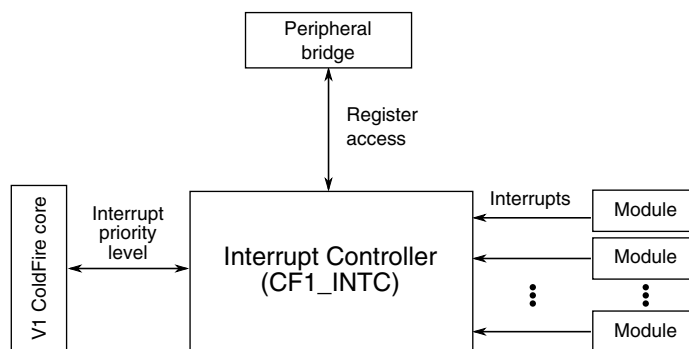 Peripheral
bridge
Register
access
V1 ColdFire core
Interrupt
priority
level
Interrupt Controller
(CF1_INTC)
Interrupts
Module
Module
Module